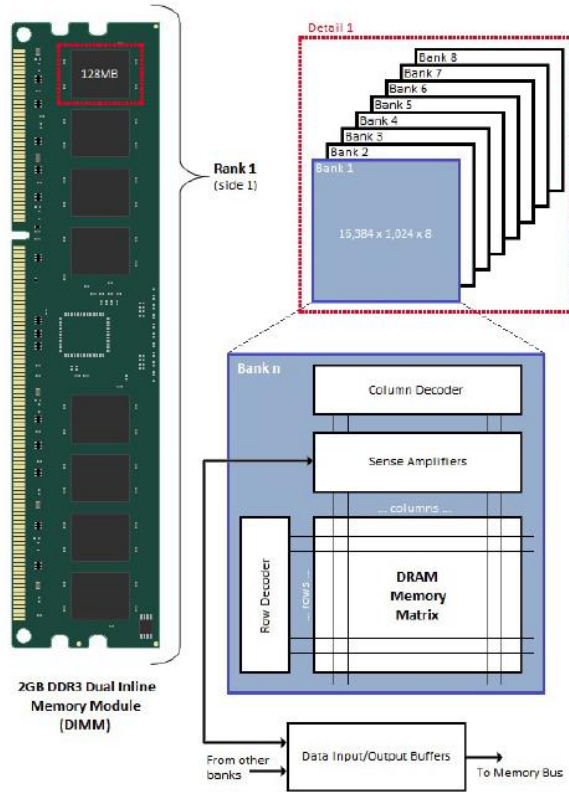 128MB
Rank 1
(side 1)
2GB DDR3 Dual Inline
Memory Module
(DIMM)
Detail 1
Bank 8
Bank 7
Bank 6
Bank 5
Bank 4
Bank 3
Bank 2
Bank 1
16,384 x 1,024 x 8
Bank n
Column Decoder
Sense Amplifiers
... columns ...
Row Decoder
... rows ...
DRAM
Memory
Matrix
Data Input/Output Buffers
From other
banks
To Memory Bus